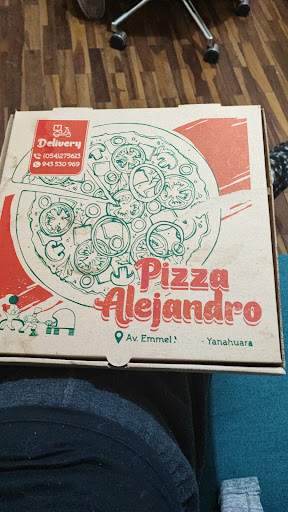 Delivery
(054)275613
943 530 969
Pizza
Alejandro
Av. Emmel - Yanahuara